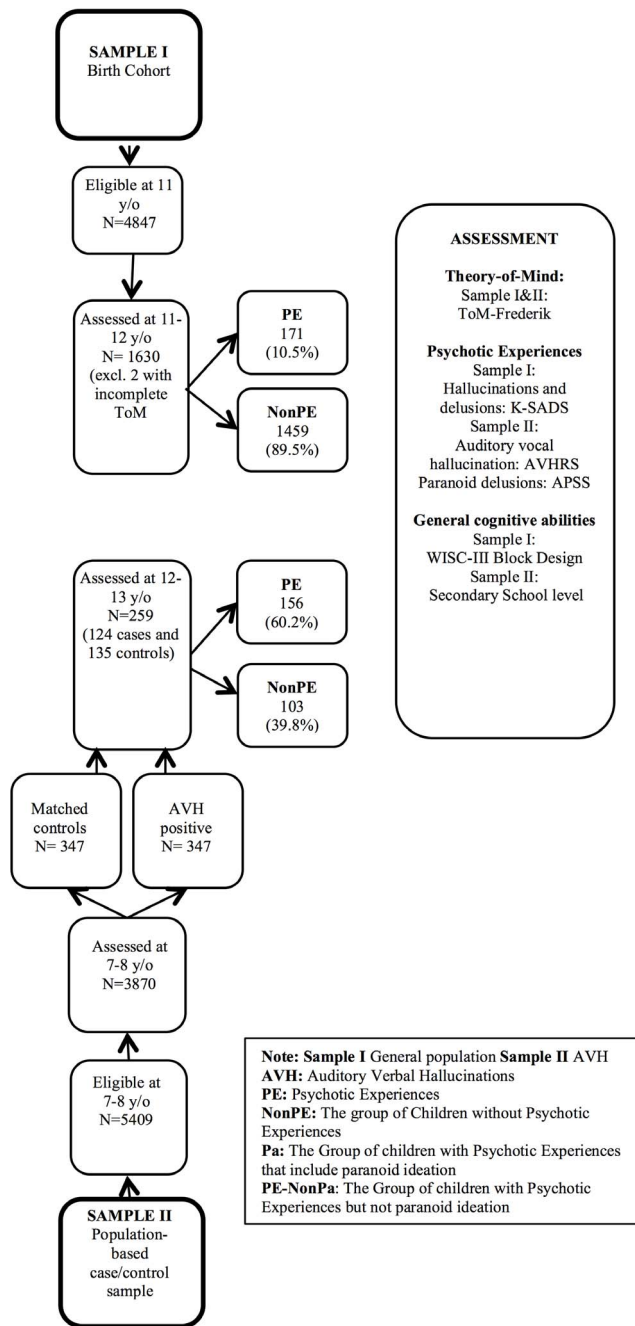 SAMPLE I
Birth Cohort
Eligible at 11
y/o
N=4847
Assessed at 11-
12 y/o
N= 1630
(excl. 2 with
incomplete
ToM
PE
171
(10.5%)
NonPE
1459
(89.5%)
ASSESSMENT
Theory-of-Mind:
Sample I&II:
ToM-Frederik
Psychotic Experiences
Sample I:
Hallucinations and
delusions: K-SADS
Sample II:
Auditory vocal
hallucination: AVHRS
Paranoid delusions: APSS
General cognitive abilities
Sample I:
WISC-III Block Design
Sample II:
Secondary School level
Assessed at 12-
13 y/o
N=259
(124 cases and
135 controls)
PE
156
(60.2%)
NonPE
103
(39.8%)
Matched
controls
N= 347
AVH
positive
N= 347
Assessed at
7-8 y/o
N=3870
Eligible at
7-8 y/o
N=5409
SAMPLE II
Population-
based
case/control
sample
Note: Sample I General population Sample II AVH
AVH: Auditory Verbal Hallucinations
PE: Psychotic Experiences
NonPE: The group of Children without Psychotic
Experiences
Pa: The Group of children with Psychotic Experiences
that include paranoid ideation
PE-NonPa: The Group of children with Psychotic
Experiences but not paranoid ideation